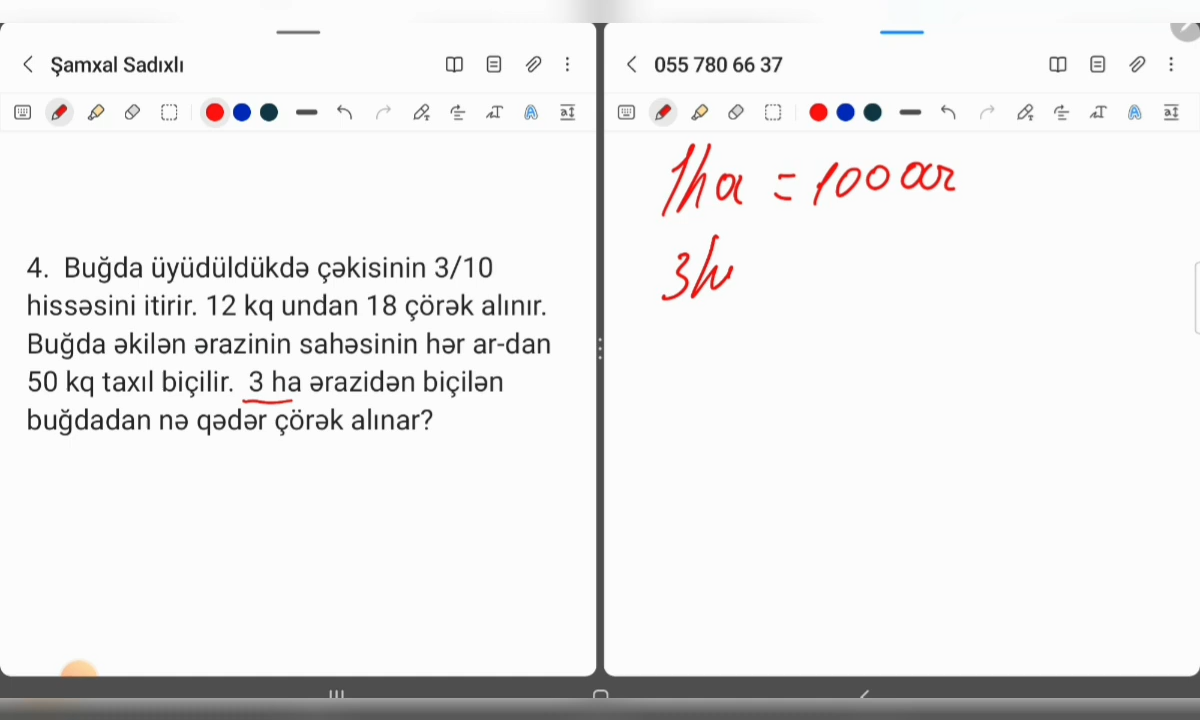 Şamxal Sadıxlı
4. Buğda üyüdüldükdə çəkisinin 3/10
hissəsini itirir. 12 kq undan 18 çörək alınır.
Buğda əkilən ərazinin sahəsinin hər ar-dan
50 kq taxıl biçilir. 3 ha ərazidən biçilən
buğdadan nə qədər çörək alınar?
055 780 66 37
1ha = 100 ar
3h